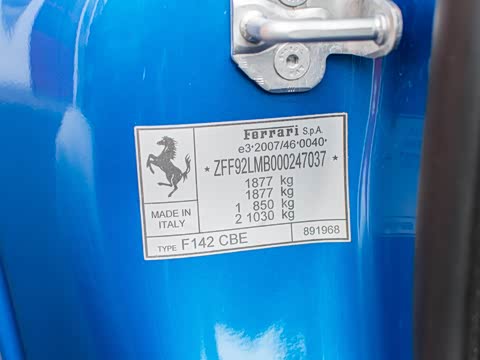 Ferrari S.p.A.
e3*2007/46*0040*
* ZFF92LMB000247037 *
1877 kg
1877 kg
1 850 kg
2 1030 kg
MADE IN
ITALY
TYPE F142 CBE
891968